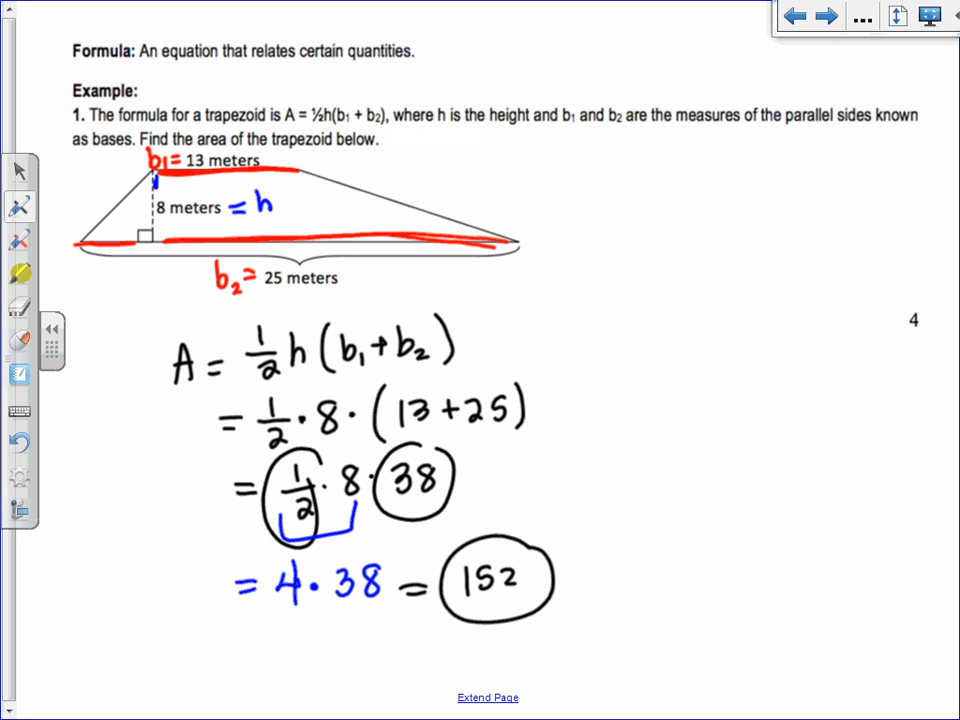 Formula: An equation that relates certain quantities.
Example:
1. The formula for a trapezoid is A = ½h(b₁ + b₂), where h is the height and b₁ and b₂ are the measures of the parallel sides known
as bases. Find the area of the trapezoid below.
b₁ = 13 meters
8 meters = h
b₂ = 25 meters
4
A = 1/2 h (b₁ + b₂)
= 1/2 · 8 · (13 + 25)
= 1/2 · 8 · 38
= 4 · 38 = 152
Extend Page